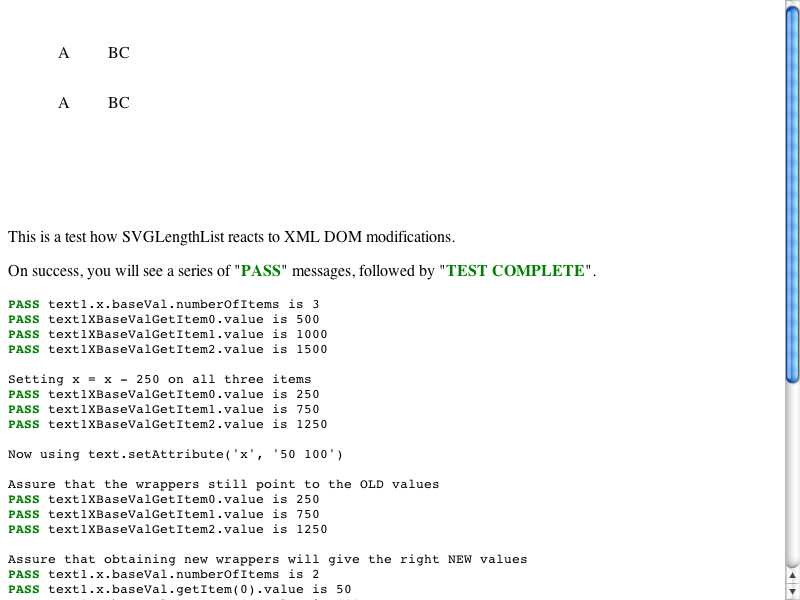 A BC
A BC
This is a test how SVGLengthList reacts to XML DOM modifications.
On success, you will see a series of "PASS" messages, followed by "TEST COMPLETE".
PASS text1.x.baseVal.numberOfItems is 3
PASS text1XBaseValGetItem0.value is 500
PASS text1XBaseValGetItem1.value is 1000
PASS text1XBaseValGetItem2.value is 1500
Setting x = x - 250 on all three items
PASS text1XBaseValGetItem0.value is 250
PASS text1XBaseValGetItem1.value is 750
PASS text1XBaseValGetItem2.value is 1250
Now using text.setAttribute('x', '50 100')
Assure that the wrappers still point to the OLD values
PASS text1XBaseValGetItem0.value is 250
PASS text1XBaseValGetItem1.value is 750
PASS text1XBaseValGetItem2.value is 1250
Assure that obtaining new wrappers will give the right NEW values
PASS text1.x.baseVal.numberOfItems is 2
PASS text1.x.baseVal.getItem(0).value is 50